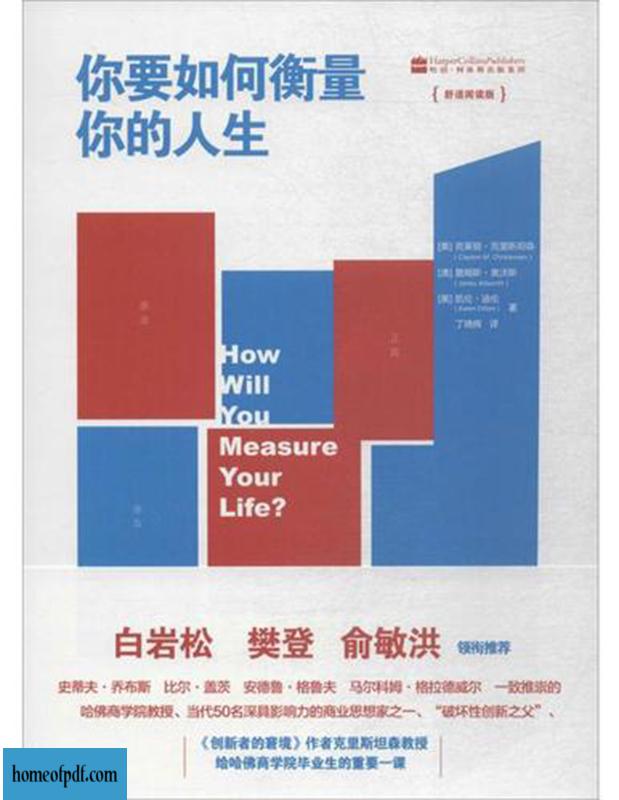 你要如何衡量
你的人生
HarperCollinsPublishers
哈珀·柯林斯出版集团
{ 舒适阅读版 }
[美] 克莱顿·克里斯坦森
(Clayton M. Christensen)
[澳] 詹姆斯·奥沃斯
(James Allworth)
[美] 凯伦·迪伦
(Karen Dillon)
著
丁晓辉 译
How
Will
You
Measure
Your
Life?
白岩松 樊登 俞敏洪 领衔推荐
史蒂夫·乔布斯 比尔·盖茨 安德鲁·格鲁夫 马尔科姆·格拉德威尔 一致推崇的
哈佛商学院教授、当代50名深具影响力的商业思想家之一、“破坏性创新之父”、
《创新者的窘境》作者克里斯坦森教授
给哈佛商学院毕业生的重要一课
homeofpdf.com